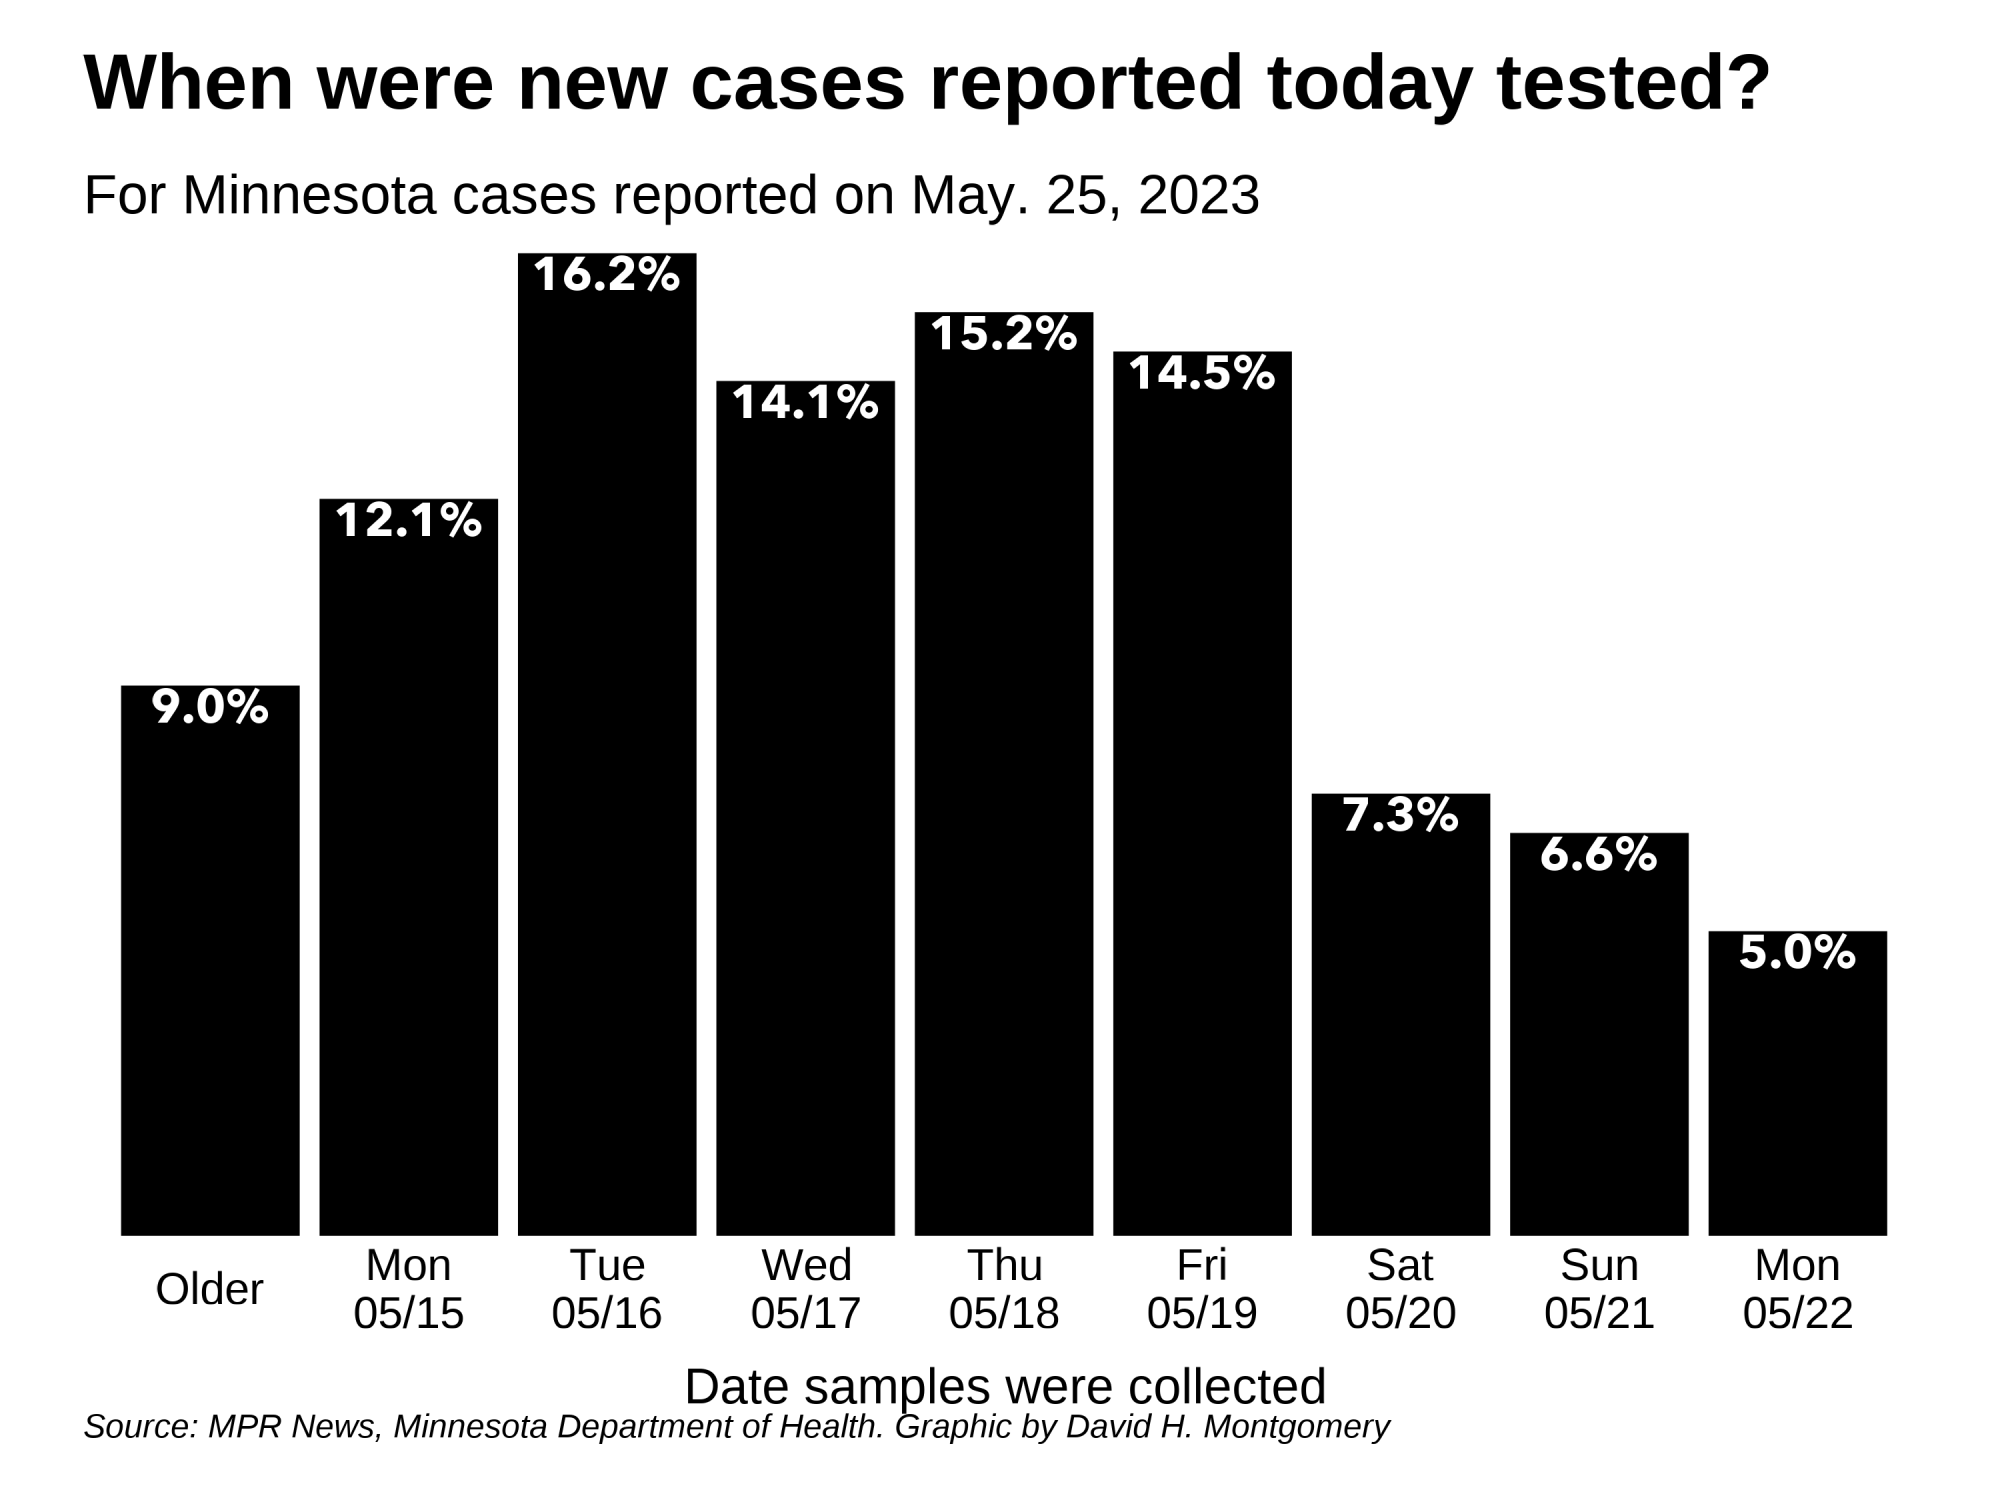 When were new cases reported today tested?
For Minnesota cases reported on May. 25, 2023
16.2%
15.2%
14.5%
14.1%
12.1%
9.0%
7.3%
6.6%
5.0%
Older
Mon 05/15
Tue 05/16
Wed 05/17
Thu 05/18
Fri 05/19
Sat 05/20
Sun 05/21
Mon 05/22
Date samples were collected
Source: MPR News, Minnesota Department of Health. Graphic by David H. Montgomery